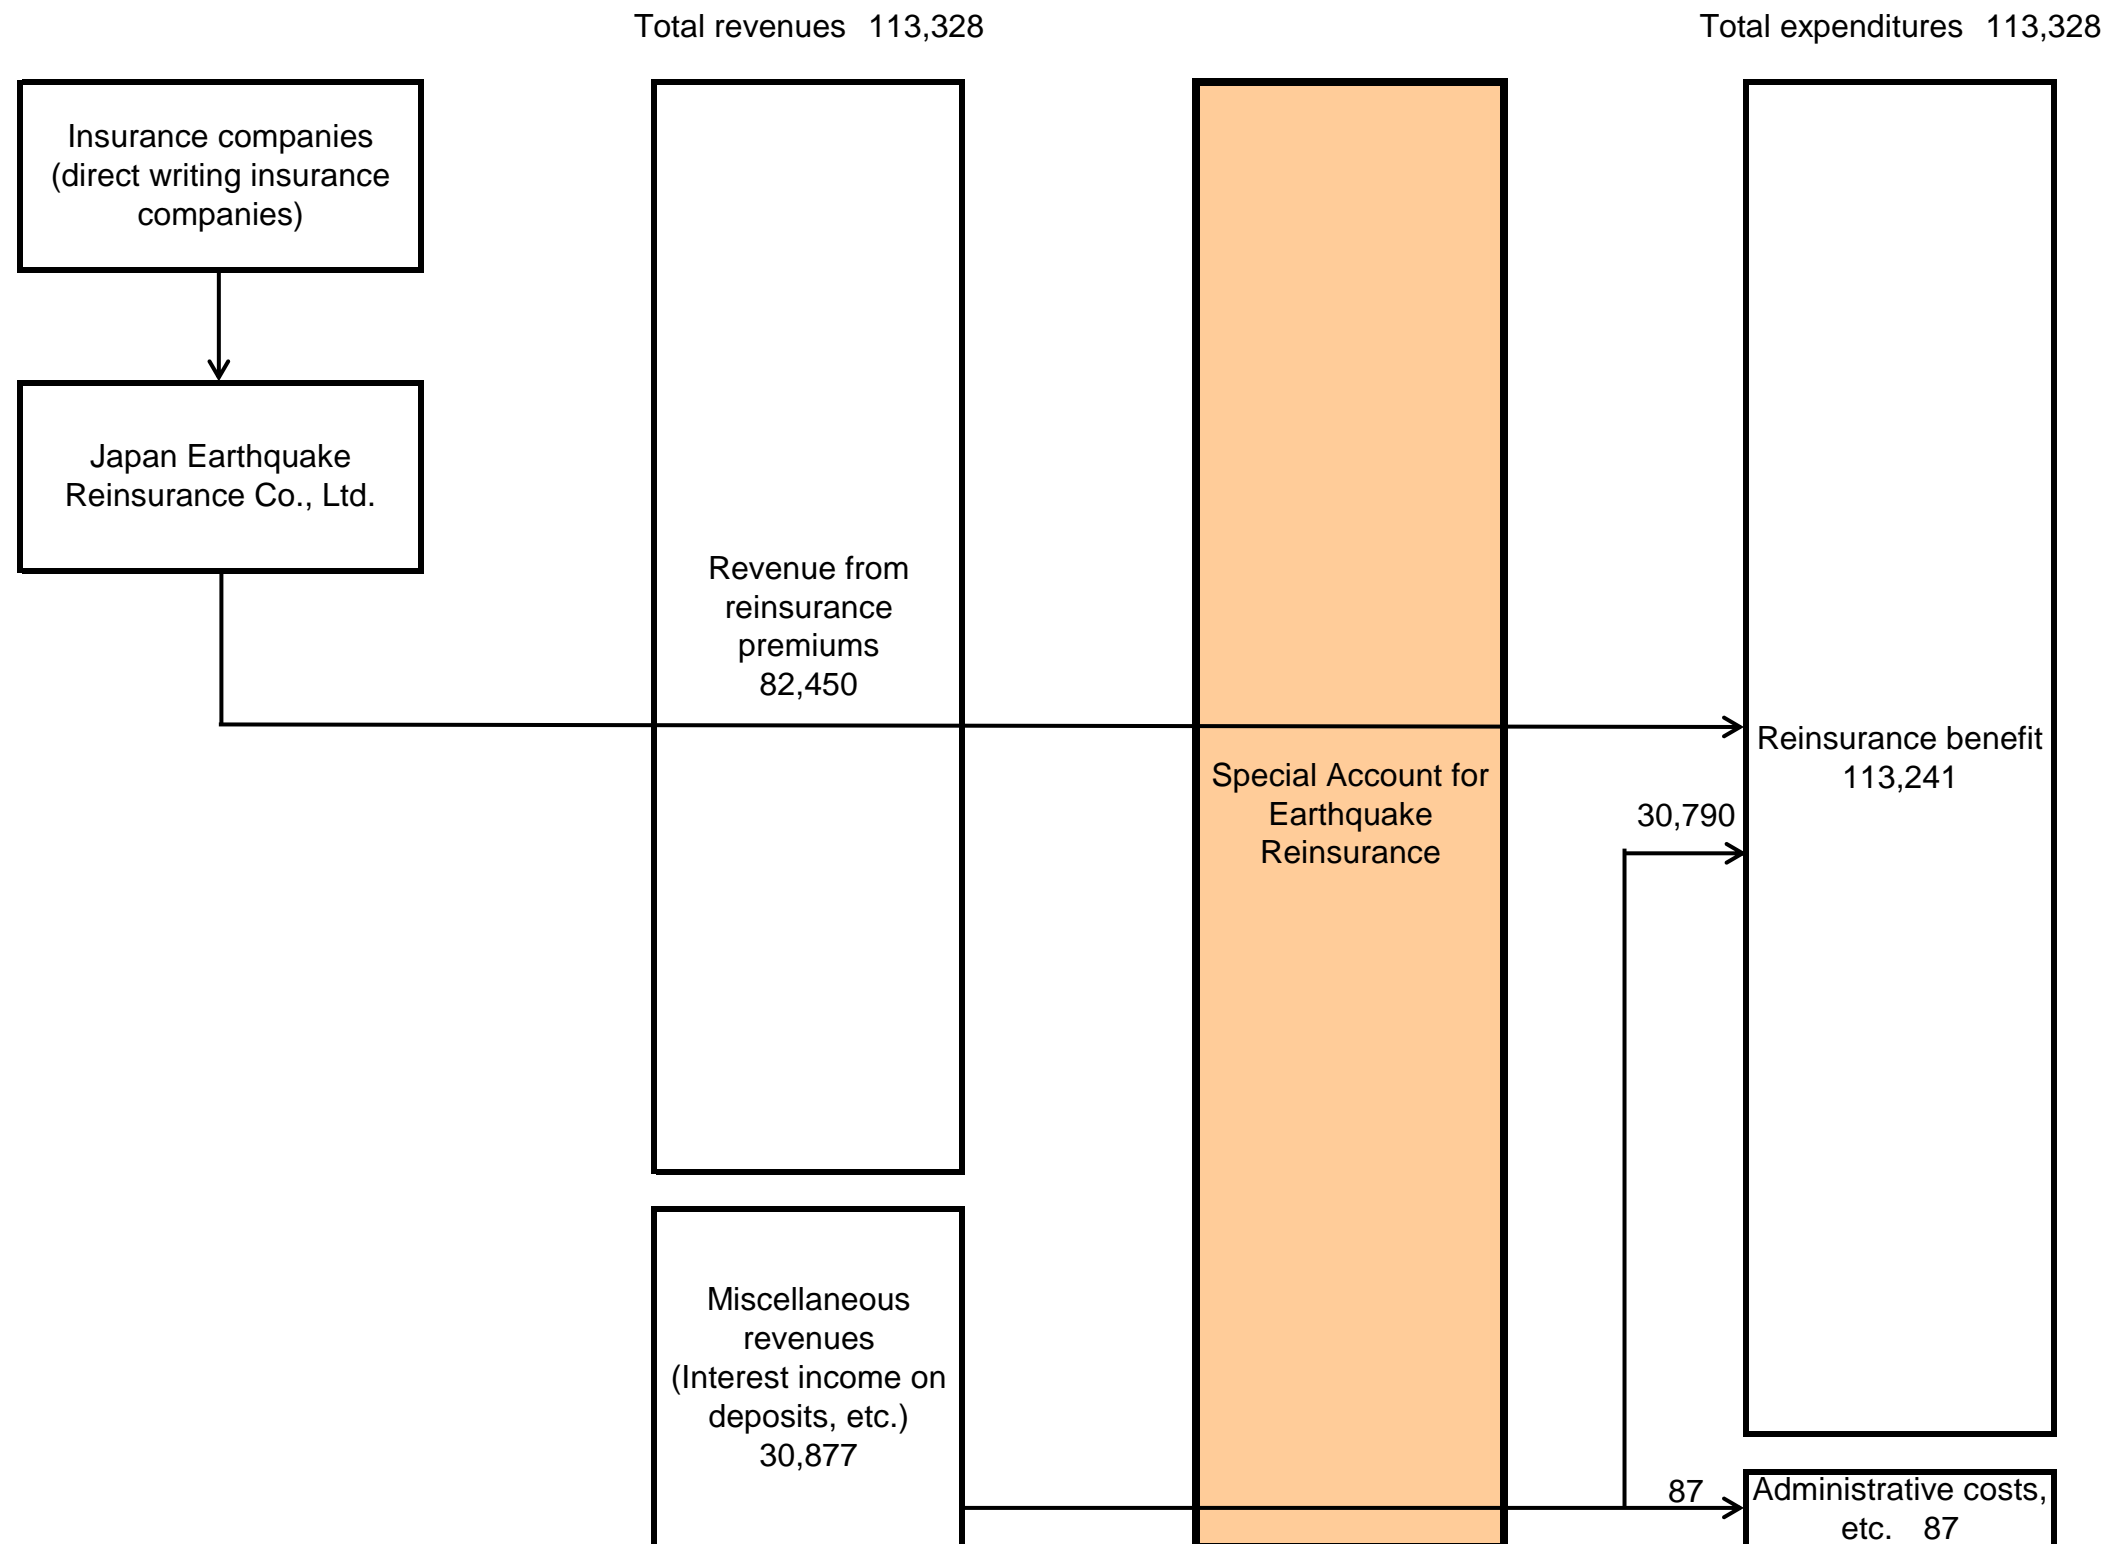 Total revenues 113,328
Total expenditures 113,328
Insurance companies
(direct writing insurance
companies)
Japan Earthquake
Reinsurance Co., Ltd.
Revenue from
reinsurance
premiums
82,450
Special Account for
Earthquake
Reinsurance
Reinsurance benefit
113,241
30,790
Miscellaneous
revenues
(Interest income on
deposits, etc.)
30,877
87
Administrative costs,
etc. 87